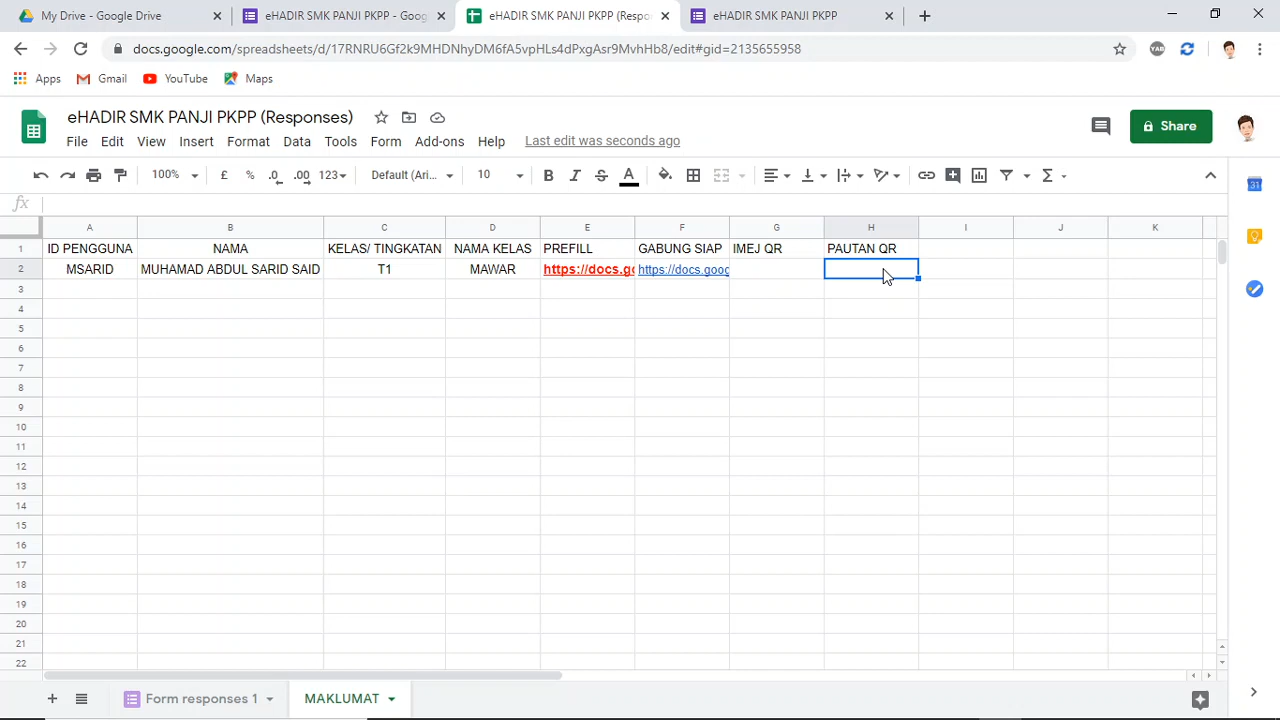 My Drive - Google Drive
eHADIR SMK PANJI PKPP - Goog
eHADIR SMK PANJI PKPP (Respo
eHADIR SMK PANJI PKPP
docs.google.com/spreadsheets/d/17RNRU6Gf2k9MHDNhyDM6fA5vpHLs4dPxgAsr9MvhHb8/edit#gid=2135655958
YAB
Apps Gmail YouTube Maps
eHADIR SMK PANJI PKPP (Responses)
Share
File Edit View Insert Format Data Tools Form Add-ons Help Last edit was seconds ago
100% £ % .0 .00 123 Default (Ari... 10 B I S A Σ
31
fx
A B C D E F G H I J K
1 ID PENGGUNA NAMA KELAS/ TINGKATAN NAMA KELAS PREFILL GABUNG SIAP IMEJ QR PAUTAN QR
2 MSARID MUHAMAD ABDUL SARID SAID T1 MAWAR https://docs.go https://docs.goog
3
4
5
6
7
8
9
10
11
12
13
14
15
16
17
18
19
20
21
22
Form responses 1 MAKLUMAT